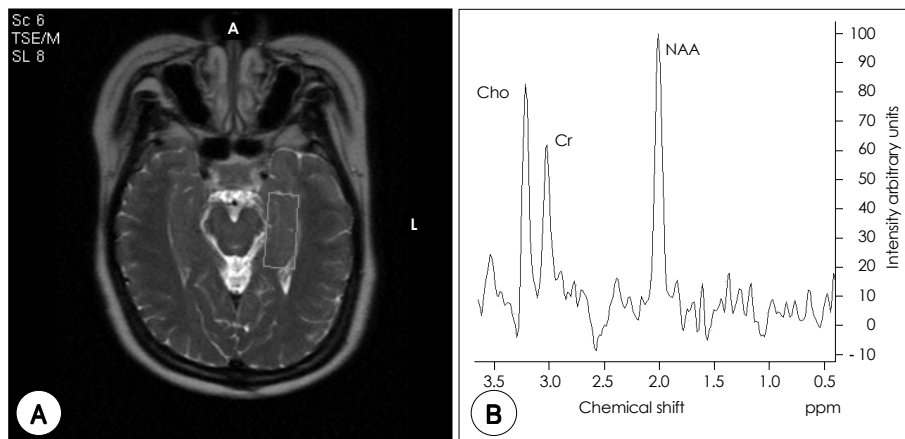 Sc 6
TSE/M
SL 8
A
L
A
Cho
Cr
NAA
100
90
80
70
60
50
40
30
20
10
0
- 10
Intensity arbitrary units
3.5 3.0 2.5 2.0 1.5 1.0 0.5
Chemical shift ppm
B